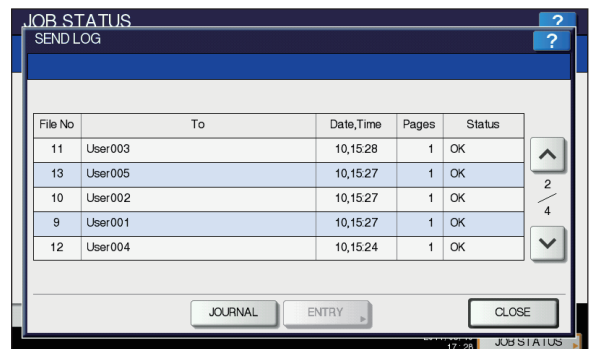 JOB STATUS ?
SEND LOG ?
File No To Date,Time Pages Status
11 User003 10,15:28 1 OK
13 User005 10,15:27 1 OK
10 User002 10,15:27 1 OK
9 User001 10,15:27 1 OK
12 User004 10,15:24 1 OK
2
4
JOURNAL ENTRY CLOSE
17:28 JOB STATUS